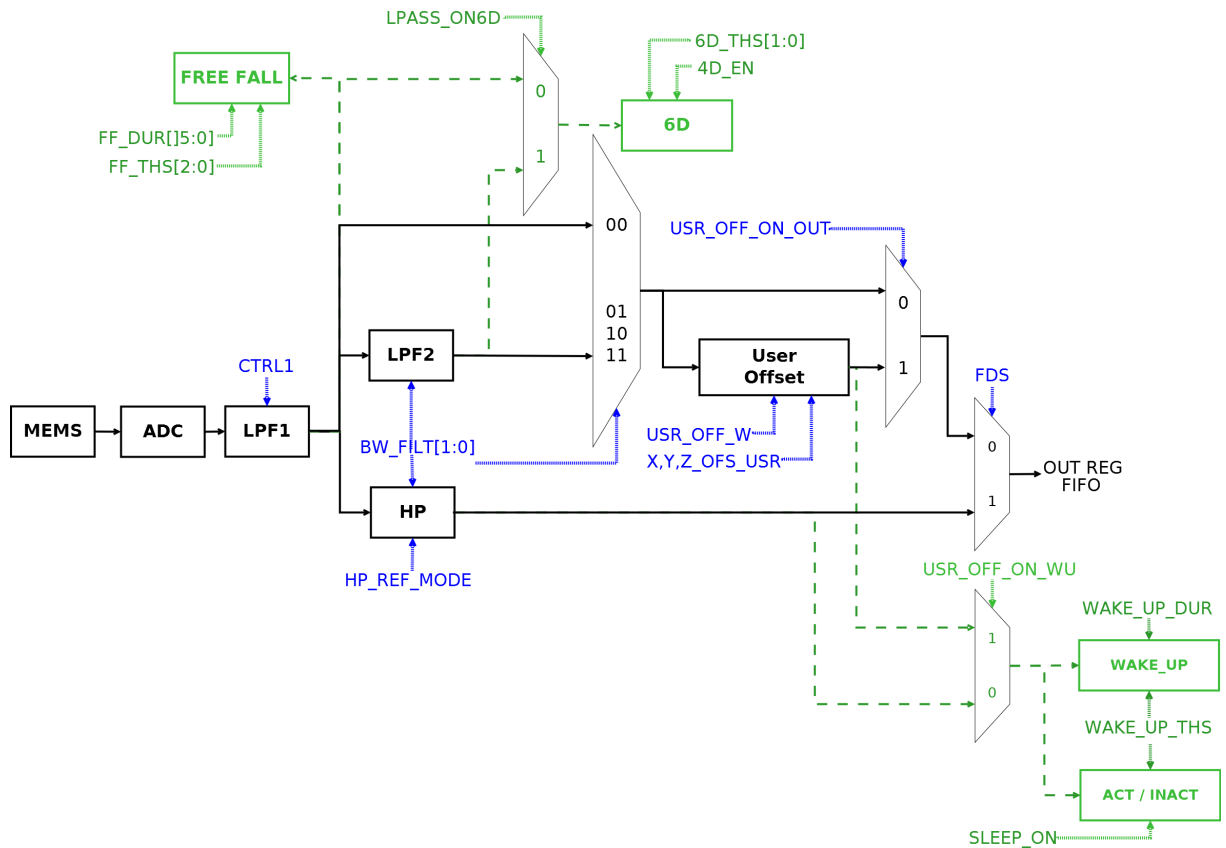 LPASS_ON6D
6D_THS[1:0]
4D_EN
FREE FALL
0
6D
FF_DUR[]5:0]
1
FF_THS[2:0]
00
USR_OFF_ON_OUT
0
01
10
11
LPF2
User
Offset
1
CTRL1
FDS
MEMS
ADC
LPF1
BW_FILT[1:0]
USR_OFF_W
X,Y,Z_OFS_USR
0
OUT REG
FIFO
1
HP
HP_REF_MODE
USR_OFF_ON_WU
WAKE_UP_DUR
1
WAKE_UP
0
WAKE_UP_THS
ACT / INACT
SLEEP_ON